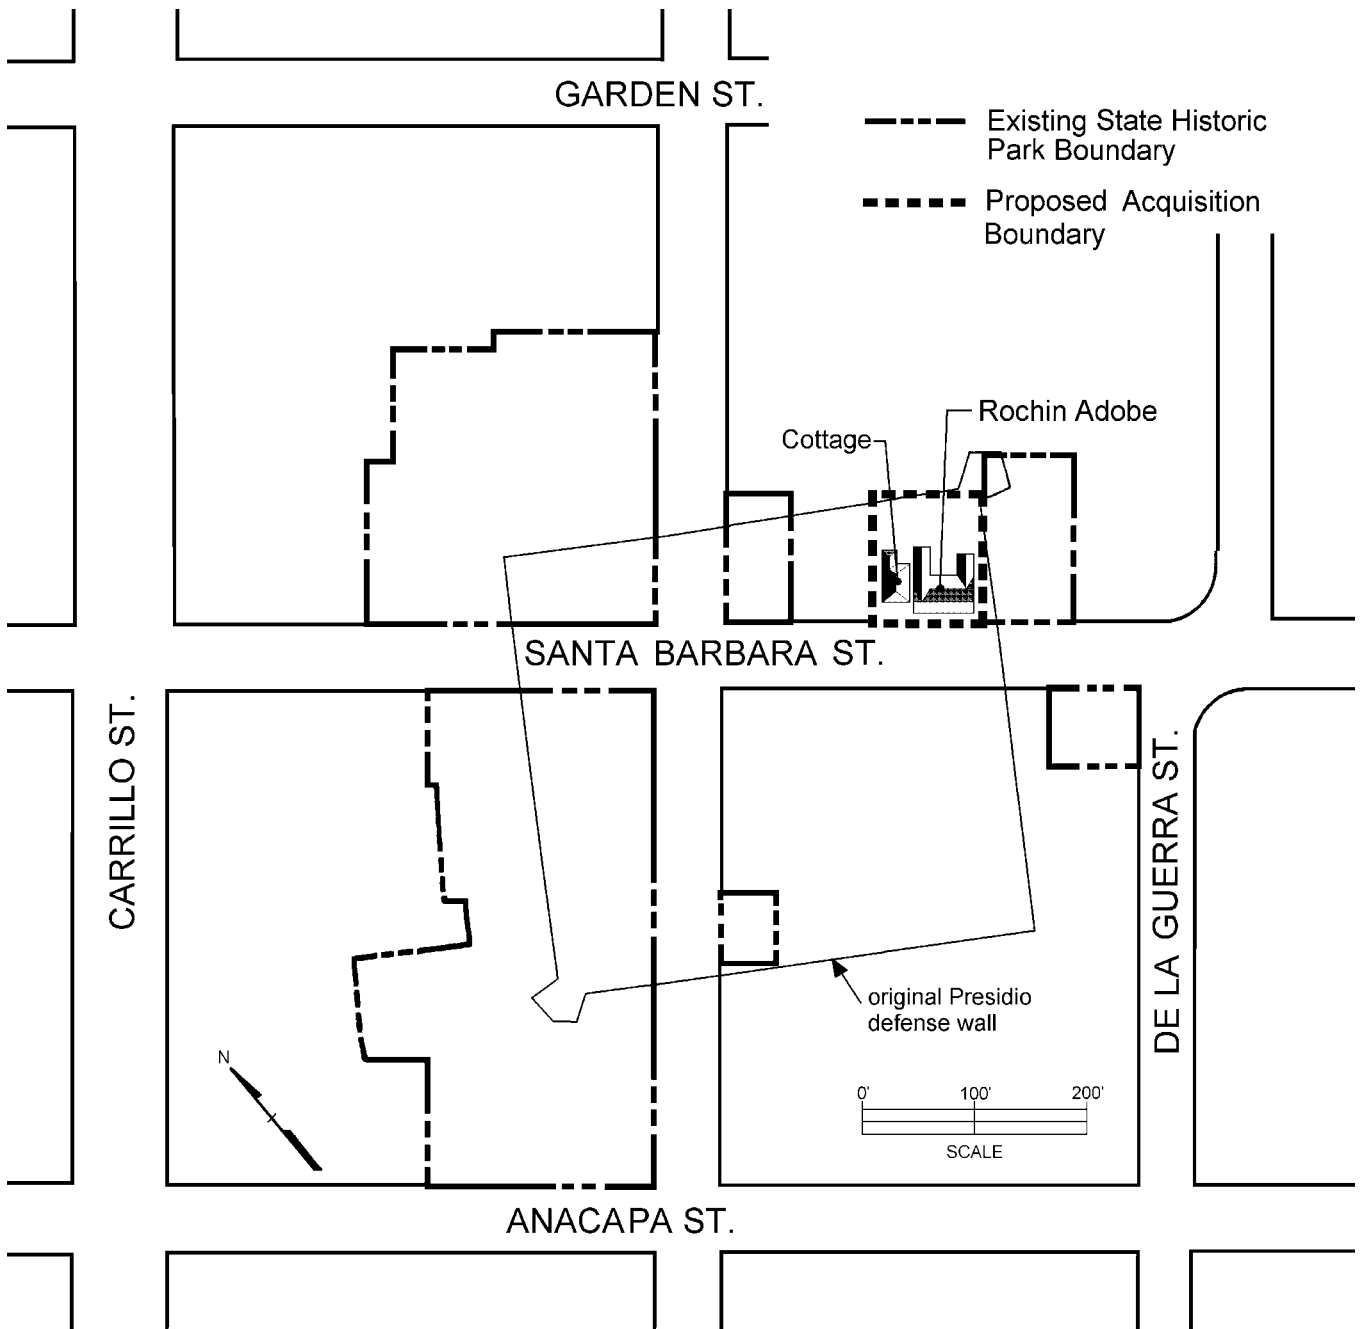 GARDEN ST.
Existing State Historic
Park Boundary
Proposed Acquisition
Boundary
Rochin Adobe
Cottage
SANTA BARBARA ST.
CARRILLO ST.
DE LA GUERRA ST.
original Presidio
defense wall
N
0' 100' 200'
SCALE
ANACAPA ST.